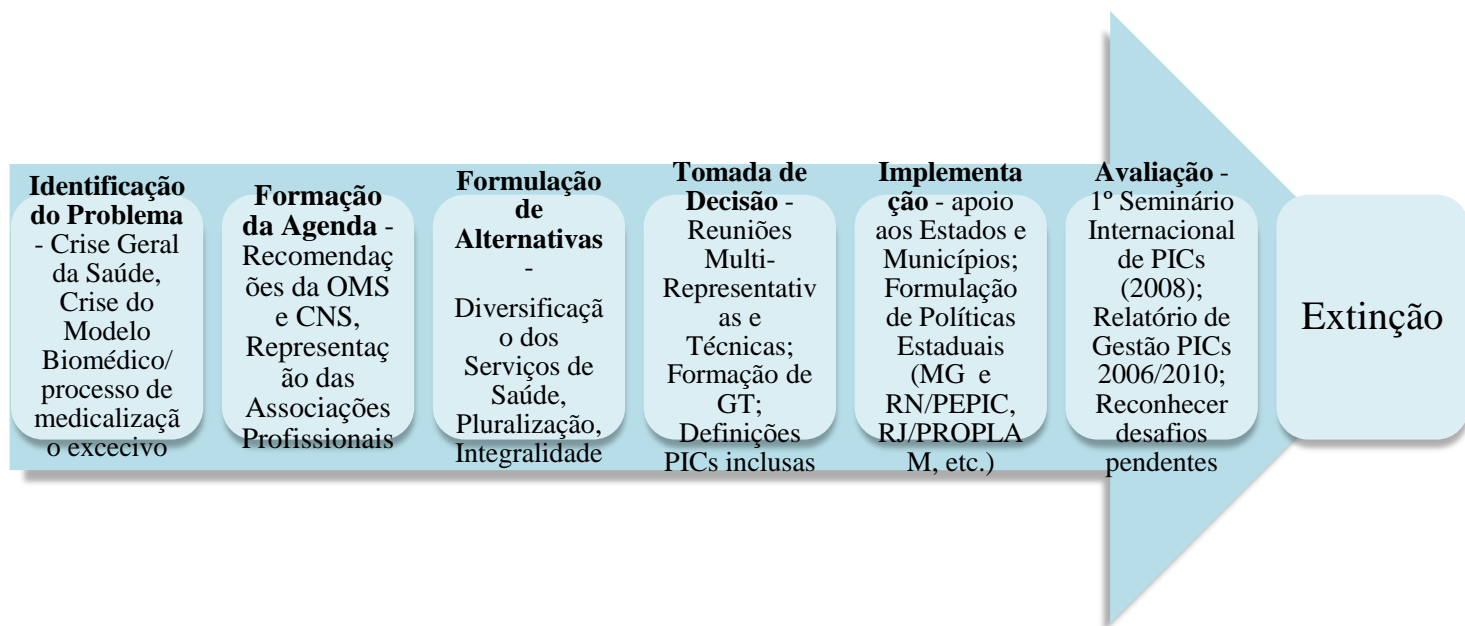 Identificação
do Problema
- Crise Geral
da Saúde,
Crise do
Modelo
Biomédico/
processo de
medicalizaçã
o excecivo
Formação
da Agenda -
Recomendaç
ões da OMS
e CNS,
Representaç
ão das
Associações
Profissionais
Formulação
de
Alternativas
-
Diversificaçã
o dos
Serviços de
Saúde,
Pluralização,
Integralidade
Tomada de
Decisão -
Reuniões
Multi-
Representativ
as e
Técnicas;
Formação de
GT;
Definições
PICs inclusas
Implementa
ção - apoio
aos Estados e
Municípios;
Formulação
de Políticas
Estaduais
(MG e
RN/PEPIC,
RJ/PROPLA
M, etc.)
Avaliação -
1º Seminário
Internacional
de PICs
(2008);
Relatório de
Gestão PICs
2006/2010;
Reconhecer
desafios
pendentes
Extinção